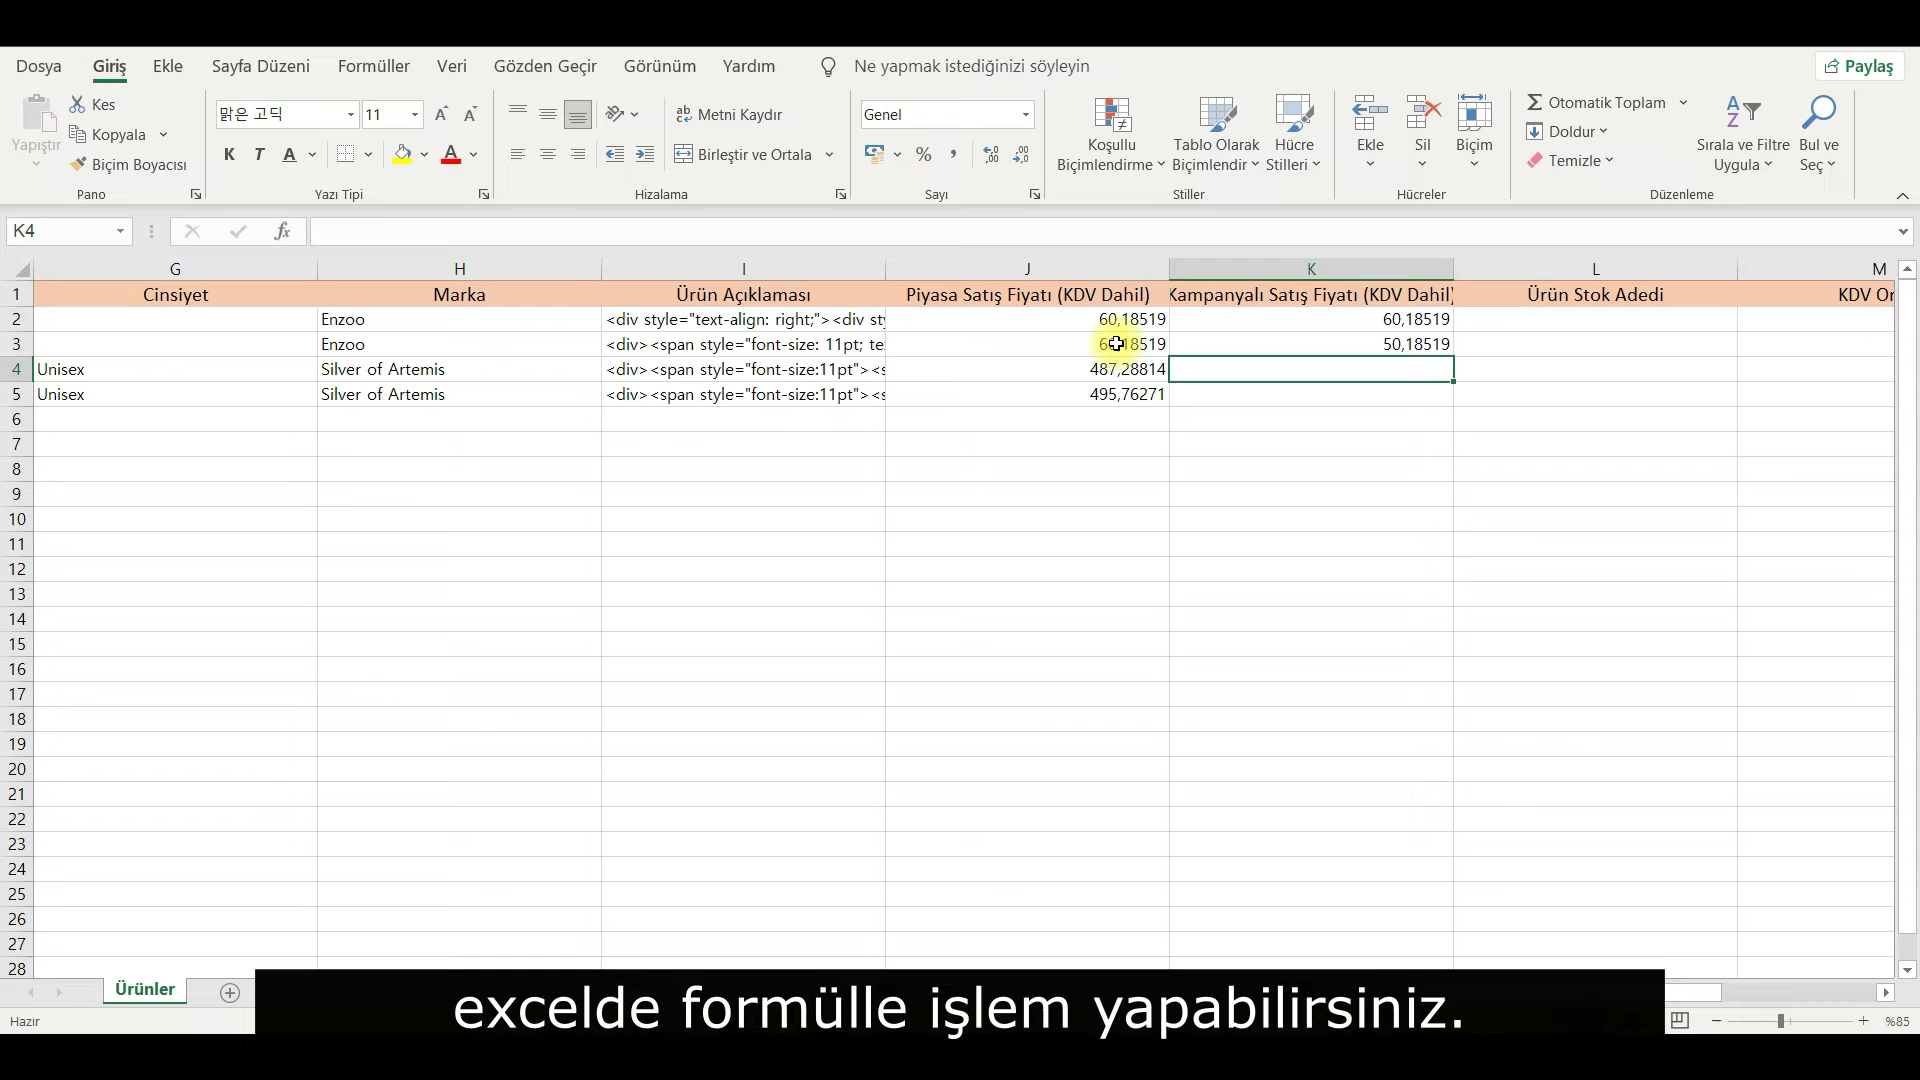 Dosya Giriş Ekle Sayfa Düzeni Formüller Veri Gözden Geçir Görünüm Yardım Ne yapmak istediğinizi söyleyin Paylaş
Yapıştır
Kes
Kopyala
Biçim Boyacısı
Pano
맑은 고딕 11
K T A A
Yazı Tipi
Metni Kaydır
Birleştir ve Ortala
Hizalama
Genel
%
Sayı
Koşullu Biçimlendirme
Tablo Olarak Biçimlendir
Hücre Stilleri
Stiller
Ekle
Sil
Biçim
Hücreler
Otomatik Toplam
Doldur
Temizle
Sırala ve Filtre Uygula
Bul ve Seç
Düzenleme
K4 fx
G H I J K L M
1 Cinsiyet Marka Ürün Açıklaması Piyasa Satış Fiyatı (KDV Dahil) Kampanyalı Satış Fiyatı (KDV Dahil) Ürün Stok Adedi KDV Or
2 Enzoo <div style="text-align: right;"><div sty 60,18519 60,18519
3 Enzoo <div><span style="font-size: 11pt; te 18519 50,18519
4 Unisex Silver of Artemis <div><span style="font-size:11pt"><s 487,28814
5 Unisex Silver of Artemis <div><span style="font-size:11pt"><s 495,76271
6
7
8
9
10
11
12
13
14
15
16
17
18
19
20
21
22
23
24
25
26
27
28
Ürünler
excelde formülle işlem yapabilirsiniz.
Hazır %85